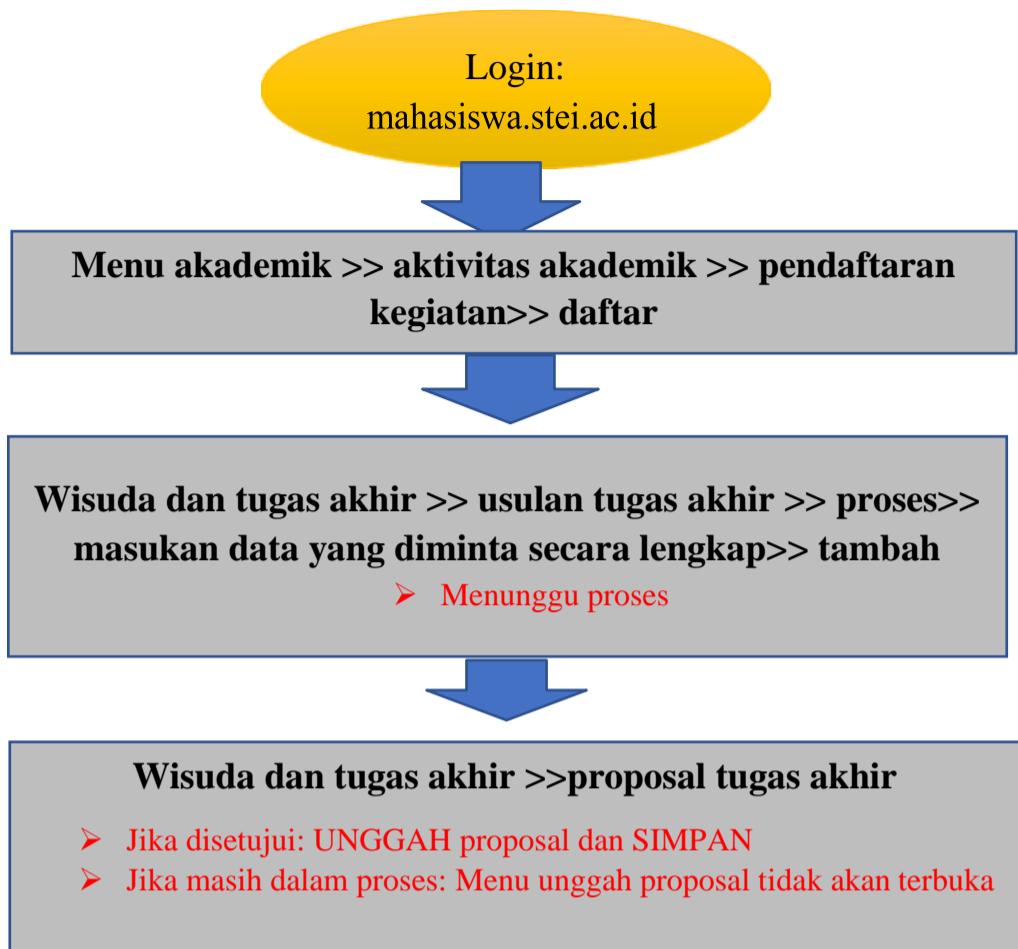 Login:
mahasiswa.stei.ac.id
Menu akademik >> aktivitas akademik >> pendaftaran
kegiatan>> daftar
Wisuda dan tugas akhir >> usulan tugas akhir >> proses>>
masukan data yang diminta secara lengkap>> tambah
➢ Menunggu proses
Wisuda dan tugas akhir >>proposal tugas akhir
➢ Jika disetujui: UNGGAH proposal dan SIMPAN
➢ Jika masih dalam proses: Menu unggah proposal tidak akan terbuka